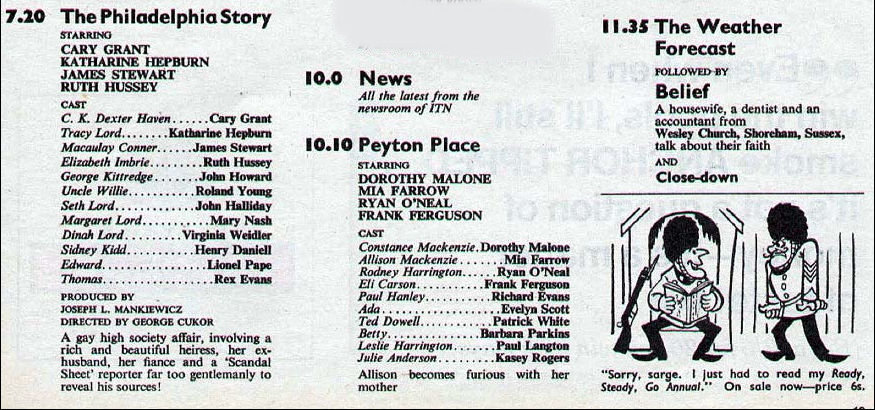 7.20 The Philadelphia Story
STARRING
CARY GRANT
KATHARINE HEPBURN
JAMES STEWART
RUTH HUSSEY
CAST
C. K. Dexter Haven......Cary Grant
Tracy Lord........Katharine Hepburn
Macaulay Conner......James Stewart
Elizabeth Imbrie........Ruth Hussey
George Kittredge.......John Howard
Uncle Willie.........Roland Young
Seth Lord...........John Halliday
Margaret Lord..........Mary Nash
Dinah Lord........Virginia Weidler
Sidney Kidd.........Henry Daniell
Edward..............Lionel Pape
Thomas..............Rex Evans
PRODUCED BY
JOSEPH L. MANKIEWICZ
DIRECTED BY GEORGE CUKOR
A gay high society affair, involving a
rich and beautiful heiress, her ex-
husband, her fiance and a 'Scandal
Sheet' reporter far too gentlemanly to
reveal his sources!
10.0 News
All the latest from the
newsroom of ITN
10.10 Peyton Place
STARRING
DOROTHY MALONE
MIA FARROW
RYAN O'NEAL
FRANK FERGUSON
CAST
Constance Mackenzie.Dorothy Malone
Allison Mackenzie.......Mia Farrow
Rodney Harrington......Ryan O'Neal
Eli Carson..........Frank Ferguson
Paul Hanley.........Richard Evans
Ada.................Evelyn Scott
Ted Dowell..........Patrick White
Betty.............Barbara Parkins
Leslie Harrington......Paul Langton
Julie Anderson........Kasey Rogers
Allison becomes furious with her
mother
11.35 The Weather
Forecast
FOLLOWED BY
Belief
A housewife, a dentist and an
accountant from
Wesley Church, Shoreham, Sussex,
talk about their faith
AND
Close-down
"Sorry, sarge. I just had to read my Ready,
Steady, Go Annual." On sale now—price 6s.